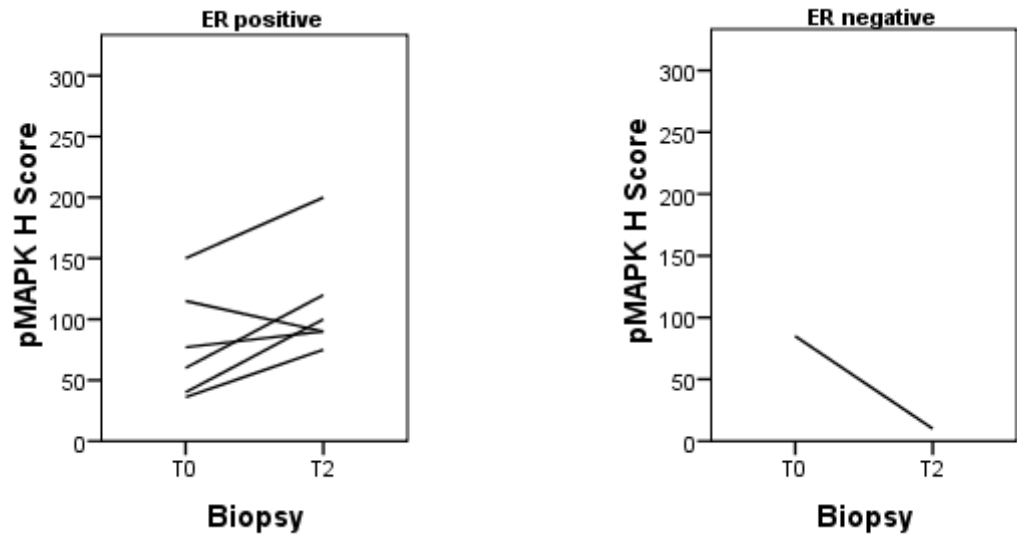 ER positive
pMAPK H Score
300
250
200
150
100
50
0
T0
T2
Biopsy
ER negative
pMAPK H Score
300
250
200
150
100
50
0
T0
T2
Biopsy